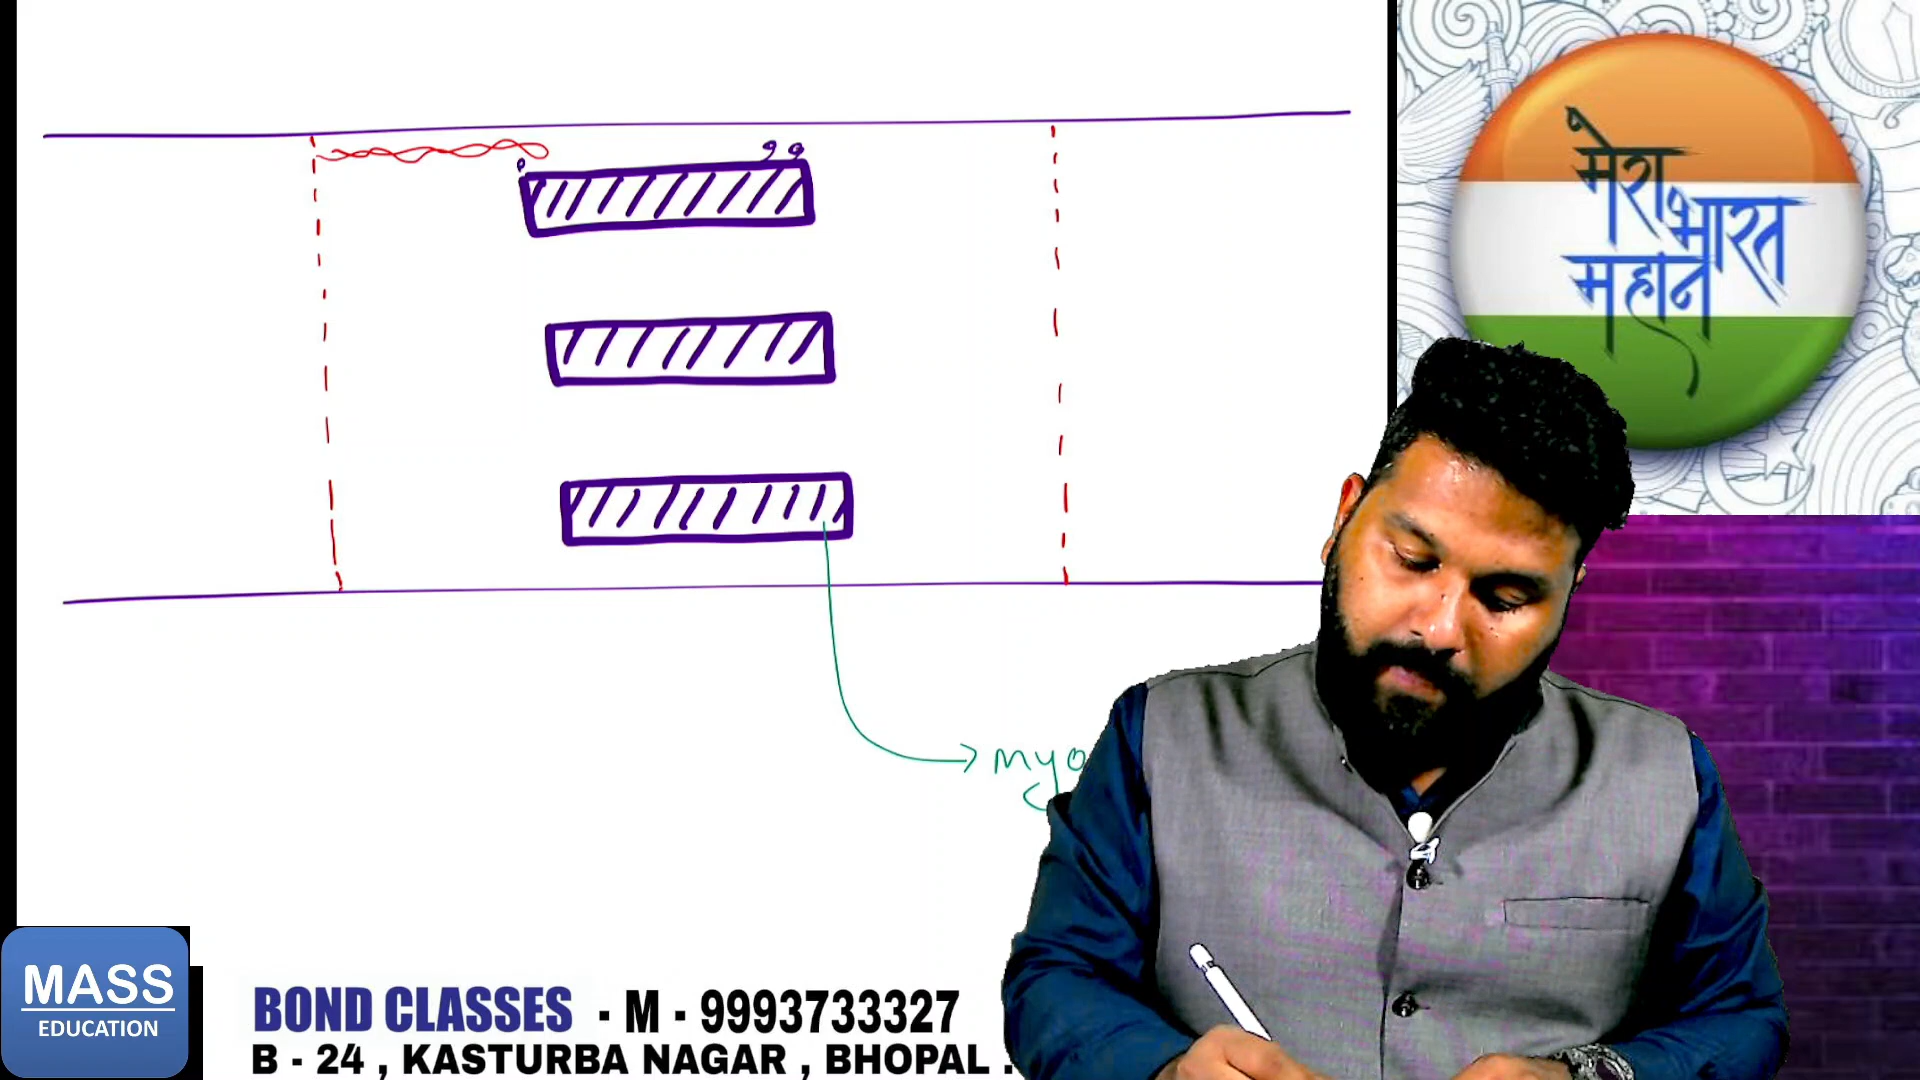 मेरा
भारत
महान
myo
MASS
EDUCATION
BOND CLASSES - M - 9993733327
B - 24 , KASTURBA NAGAR , BHOPAL .